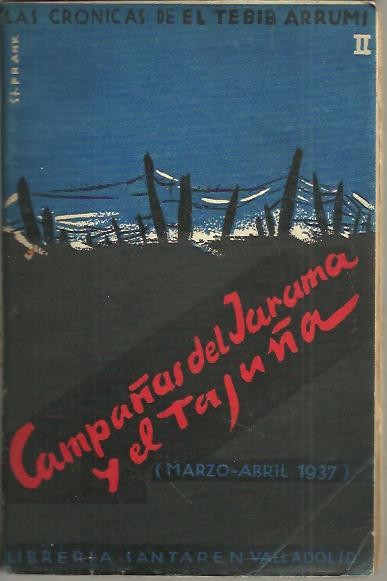 LAS CRONICAS DE EL TEBIB ARRUMI
II
ST. FRANK
Campañas del Jarama
y el Tajuña
(MARZO-ABRIL 1937)
LIBRERIA SANTAREN VALLADOLID